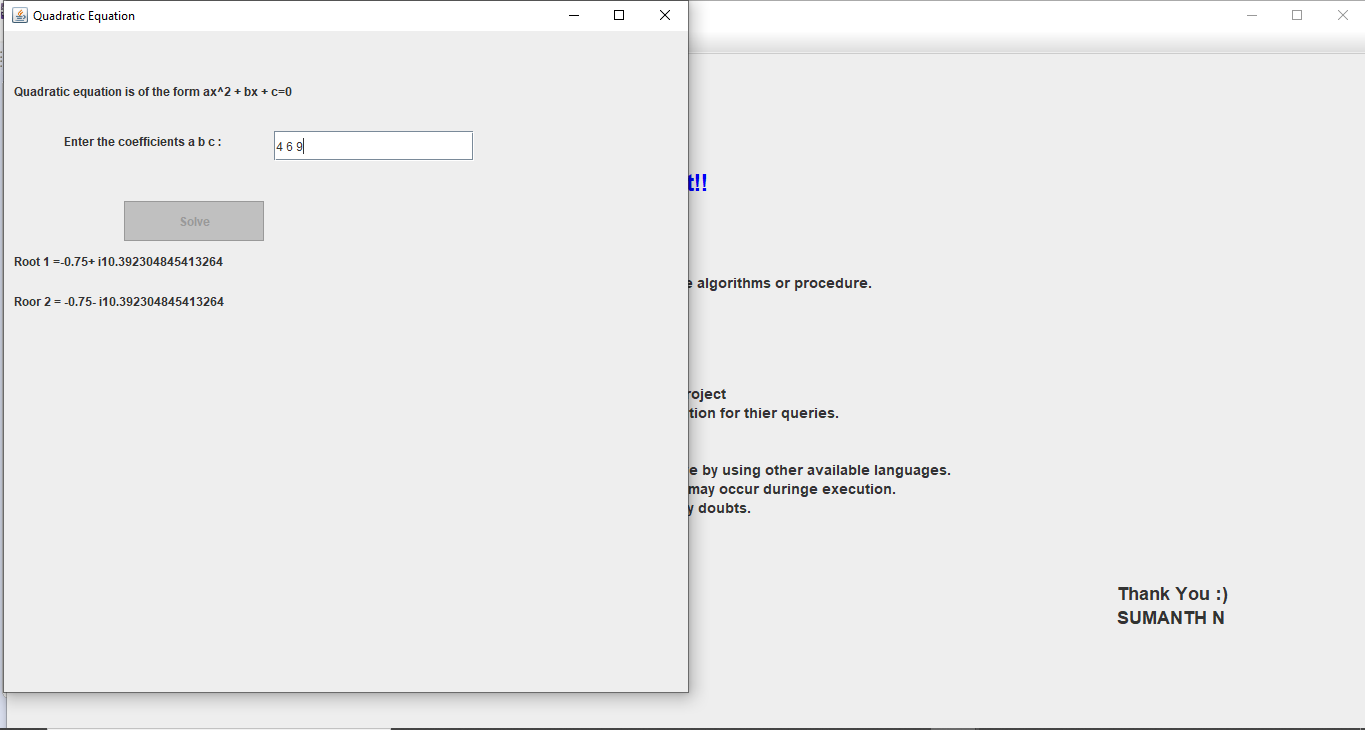 Quadratic Equation
Quadratic equation is of the form ax^2 + bx + c=0
Enter the coefficients a b c :
4 6 9
Solve
Root 1 =-0.75+ i10.392304845413264
Roor 2 = -0.75- i10.392304845413264
t!!
e algorithms or procedure.
roject
tion for thier queries.
e by using other available languages.
may occur duringe execution.
y doubts.
Thank You :)
SUMANTH N